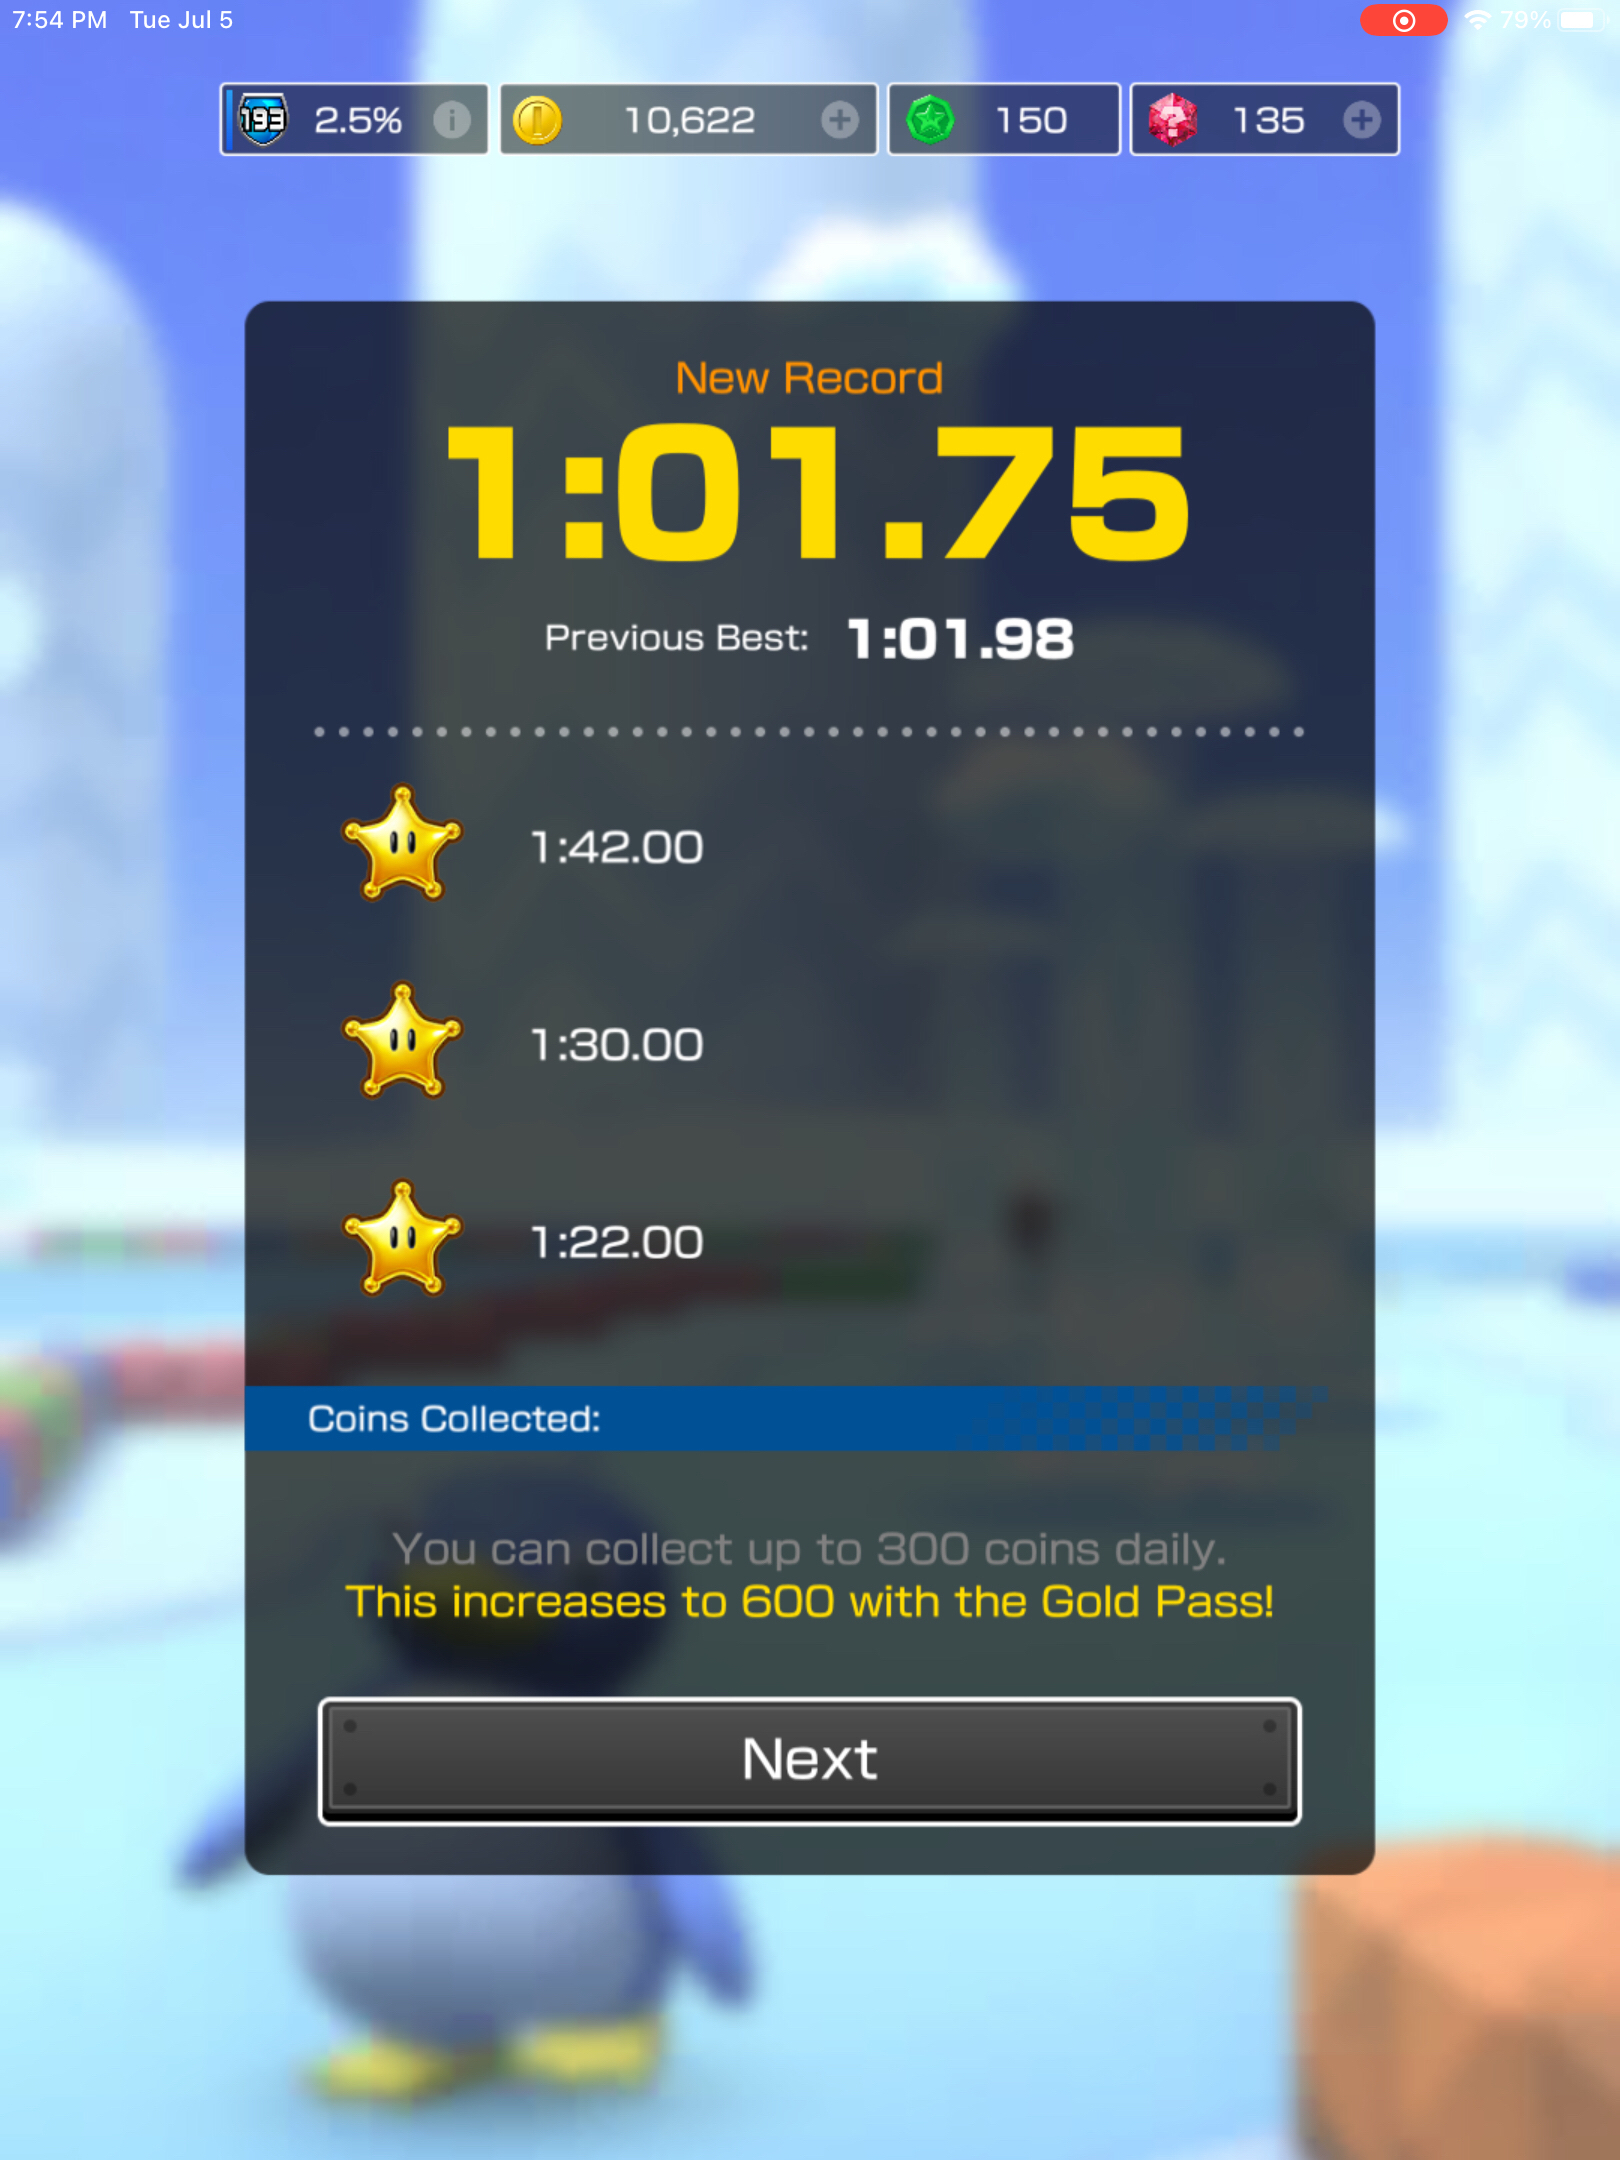 7:54 PM Tue Jul 5 79%
193 2.5% i 10,622 150 ? 135
New Record
1:01.75
Previous Best: 1:01.98
1:42.00
1:30.00
1:22.00
Coins Collected:
You can collect up to 300 coins daily.
This increases to 600 with the Gold Pass!
Next